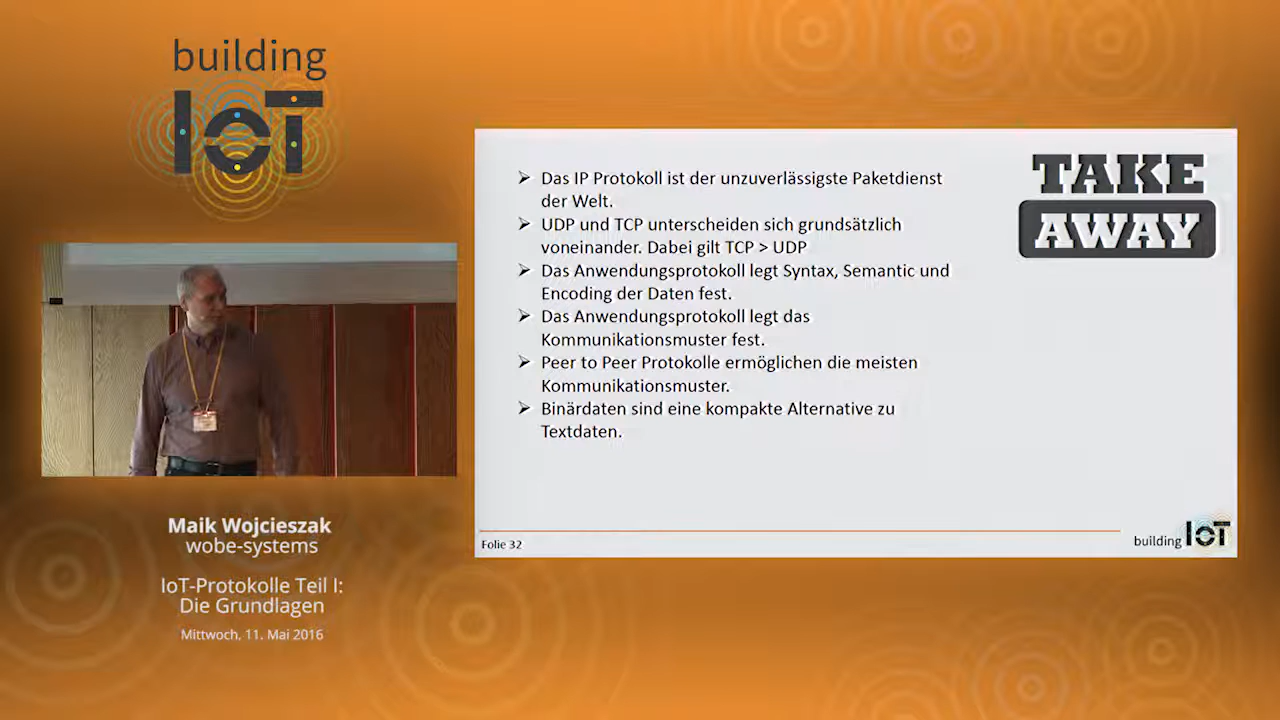 building
IoT
Maik Wojcieszak
wobe-systems
IoT-Protokolle Teil I:
Die Grundlagen
Mittwoch, 11. Mai 2016
TAKE
AWAY
➢ Das IP Protokoll ist der unzuverlässigste Paketdienst
der Welt.
➢ UDP und TCP unterscheiden sich grundsätzlich
voneinander. Dabei gilt TCP > UDP
➢ Das Anwendungsprotokoll legt Syntax, Semantic und
Encoding der Daten fest.
➢ Das Anwendungsprotokoll legt das
Kommunikationsmuster fest.
➢ Peer to Peer Protokolle ermöglichen die meisten
Kommunikationsmuster.
➢ Binärdaten sind eine kompakte Alternative zu
Textdaten.
Folie 32
building IoT